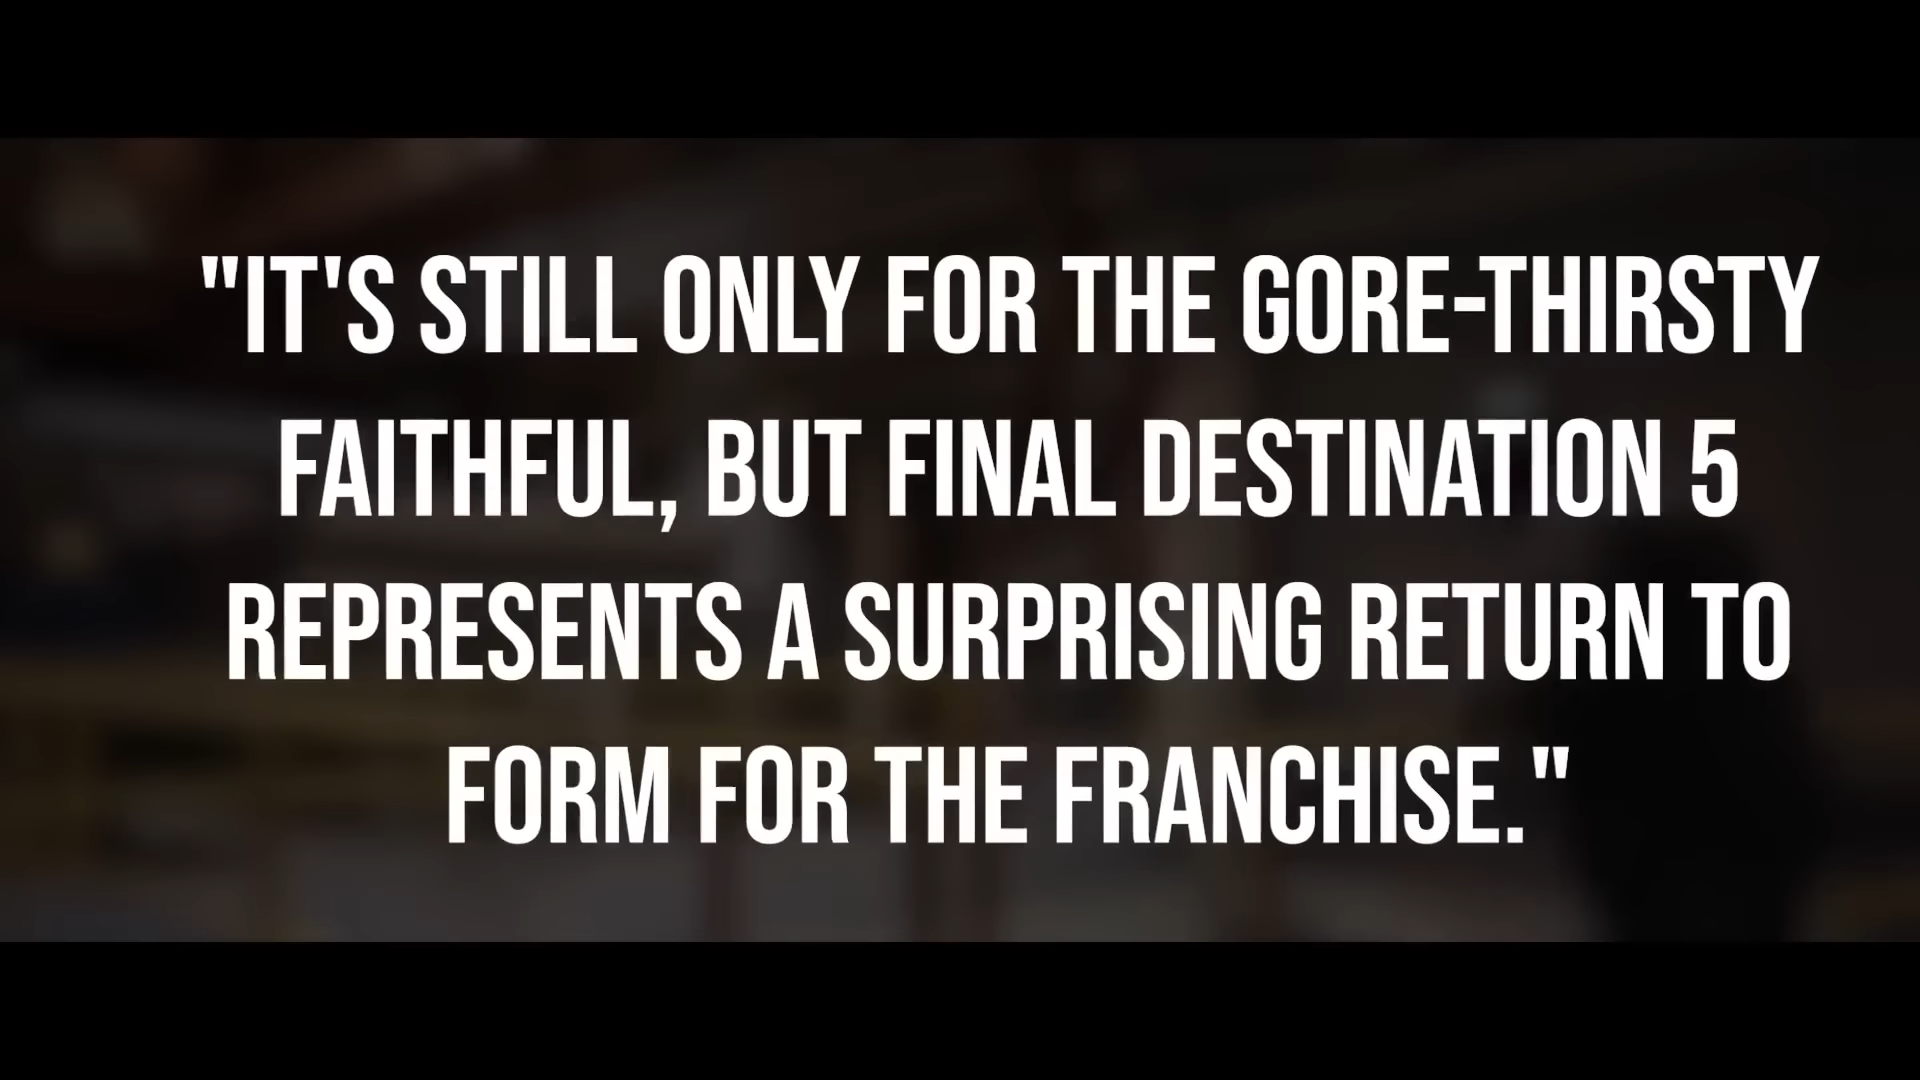 "IT'S STILL ONLY FOR THE GORE-THIRSTY
FAITHFUL, BUT FINAL DESTINATION 5
REPRESENTS A SURPRISING RETURN TO
FORM FOR THE FRANCHISE."